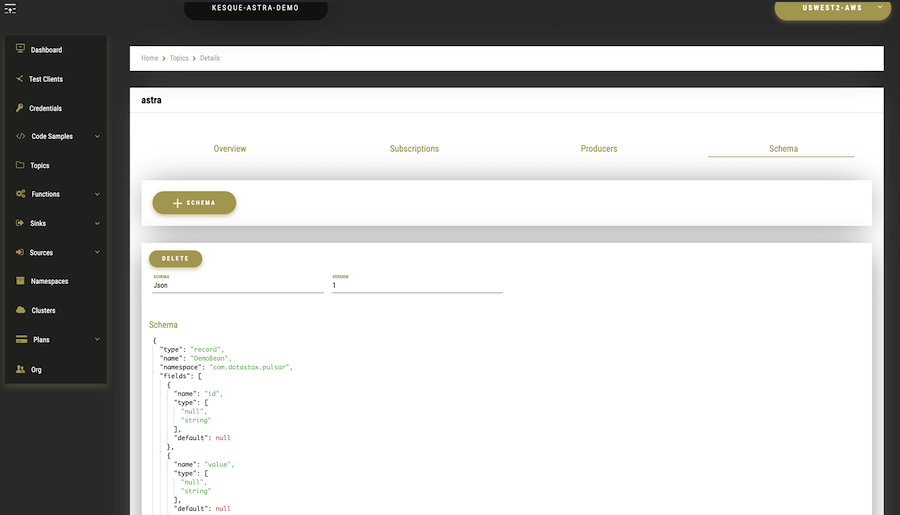 KESQUE-ASTRA-DEMO
USWEST2-AWS
Dashboard
Test Clients
Credentials
Code Samples
Topics
Functions
Sinks
Sources
Namespaces
Clusters
Plans
Org
Home > Topics > Details
astra
Overview Subscriptions Producers Schema
SCHEMA
DELETE
SCHEMA VERSION
Json 1
Schema
{
"type": "record",
"name": "DemoBean",
"namespace": "com.datastax.pulsar",
"fields": [
{
"name": "id",
"type": [
"null",
"string"
],
"default": null
},
{
"name": "value",
"type": [
"null",
"string"
],
"default": null